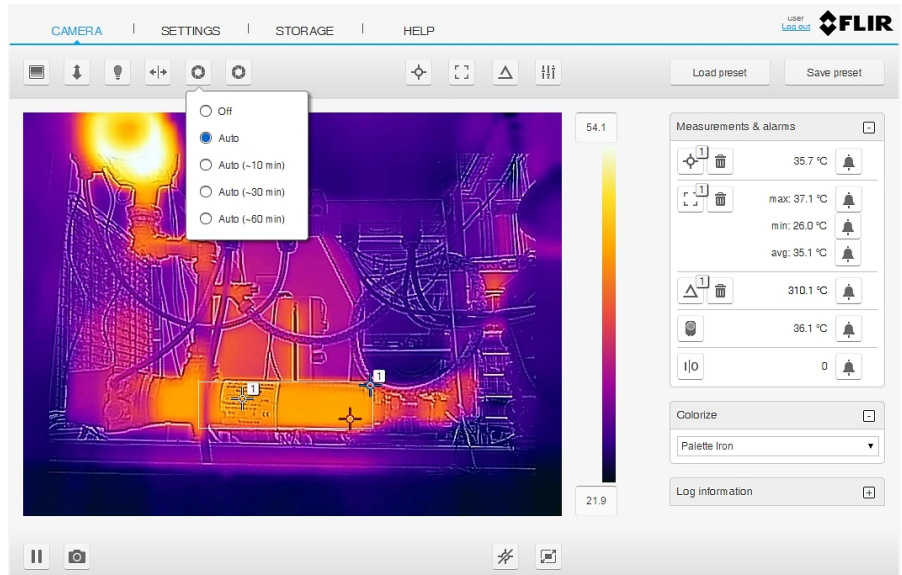 CAMERA | SETTINGS | STORAGE | HELP
user
Log out
FLIR
Load preset
Save preset
Off
Auto
Auto (~10 min)
Auto (~30 min)
Auto (~60 min)
54.1
21.9
1
1
Measurements & alarms
1
35.7 °C
1
max: 37.1 °C
min: 26.0 °C
avg: 35.1 °C
1
310.1 °C
36.1 °C
I|O
0
Colorize
Palette Iron
Log information